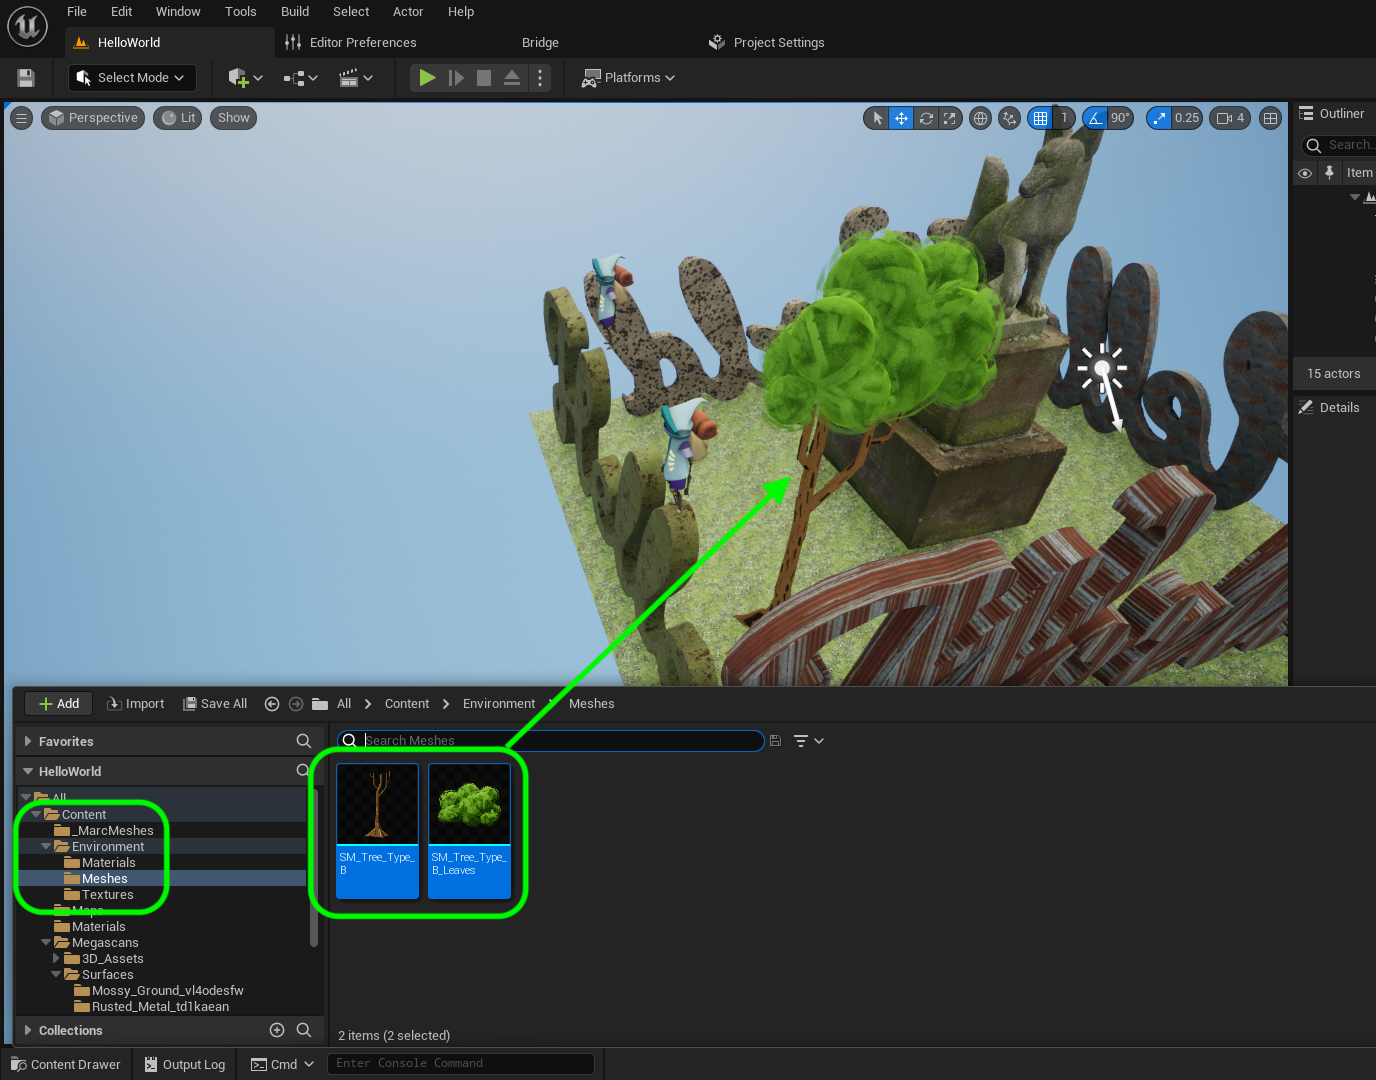 File Edit Window Tools Build Select Actor Help
HelloWorld Editor Preferences Bridge Project Settings
Select Mode Platforms
Perspective Lit Show 1 90° 0.25 4 Outliner
Search..
Item
15 actors
Details
Add Import Save All All Content Environment Meshes
Favorites
Search Meshes
HelloWorld
All
Content
_MarcMeshes
Environment
Materials
Meshes
Textures
Maps
Materials
Megascans
3D_Assets
Surfaces
Mossy_Ground_vl4odesfw
Rusted_Metal_td1kaean
SM_Tree_Type_
B
SM_Tree_Type_
B_Leaves
Collections
2 items (2 selected)
Content Drawer Output Log Cmd Enter Console Command